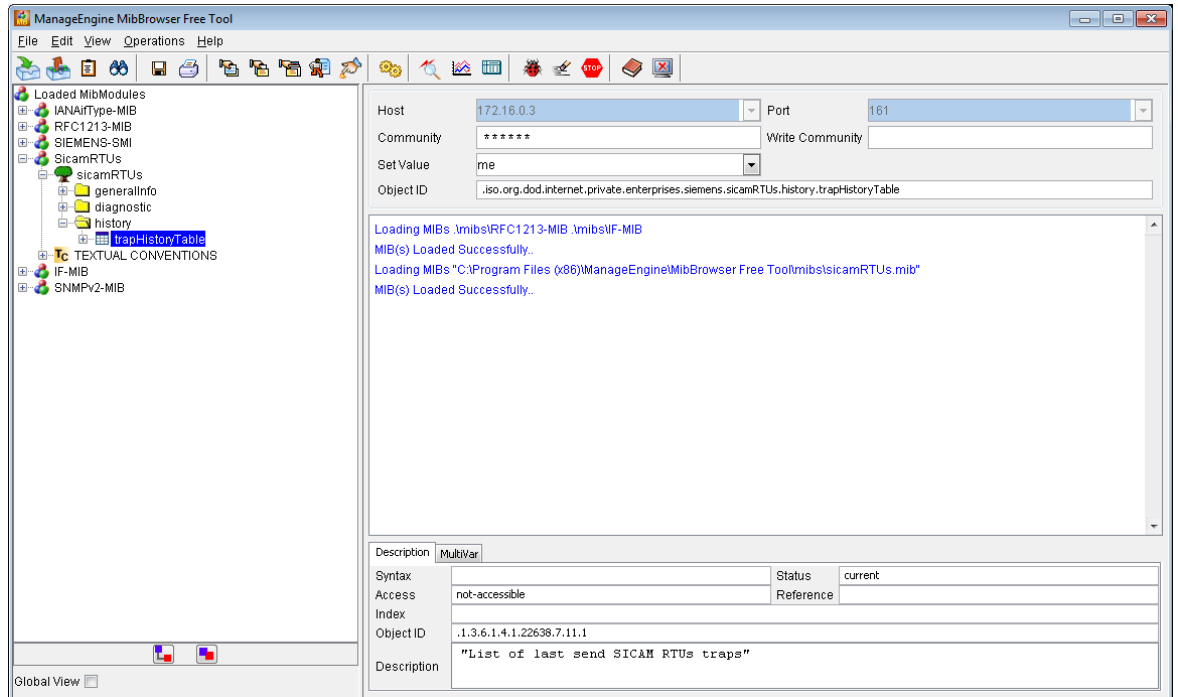 ManageEngine MibBrowser Free Tool
File Edit View Operations Help
STOP
Loaded MibModules
IANAifType-MIB
RFC1213-MIB
SIEMENS-SMI
SicamRTUs
sicamRTUs
generalInfo
diagnostic
history
trapHistoryTable
Tc TEXTUAL CONVENTIONS
IF-MIB
SNMPv2-MIB
Global View
Host 172.16.0.3 Port 161
Community ****** Write Community
Set Value me
Object ID .iso.org.dod.internet.private.enterprises.siemens.sicamRTUs.history.trapHistoryTable
Loading MIBs .\mibs\RFC1213-MIB .\mibs\IF-MIB
MIB(s) Loaded Successfully..
Loading MIBs "C:\Program Files (x86)\ManageEngine\MibBrowser Free Tool\mibs\sicamRTUs.mib"
MIB(s) Loaded Successfully..
Description MultiVar
Syntax Status current
Access not-accessible Reference
Index
Object ID .1.3.6.1.4.1.22638.7.11.1
Description "List of last send SICAM RTUs traps"